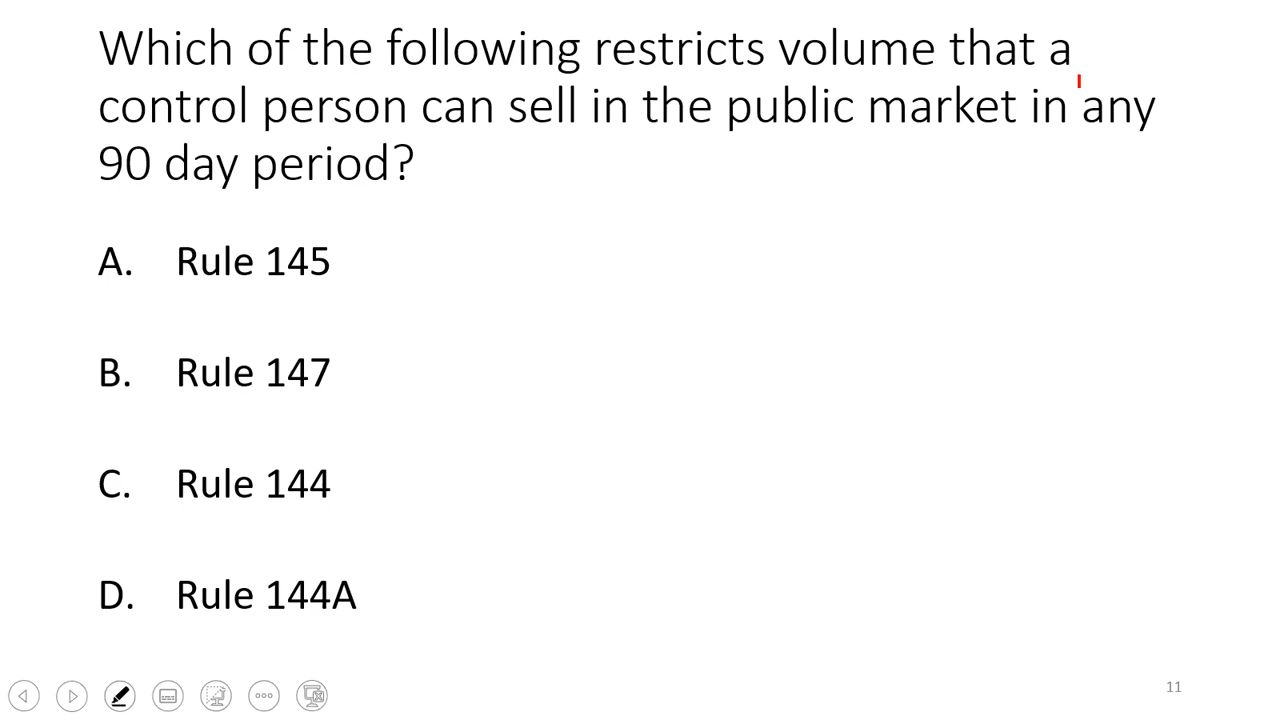 Which of the following restricts volume that a
control person can sell in the public market in any
90 day period?
A. Rule 145
B. Rule 147
C. Rule 144
D. Rule 144A
11